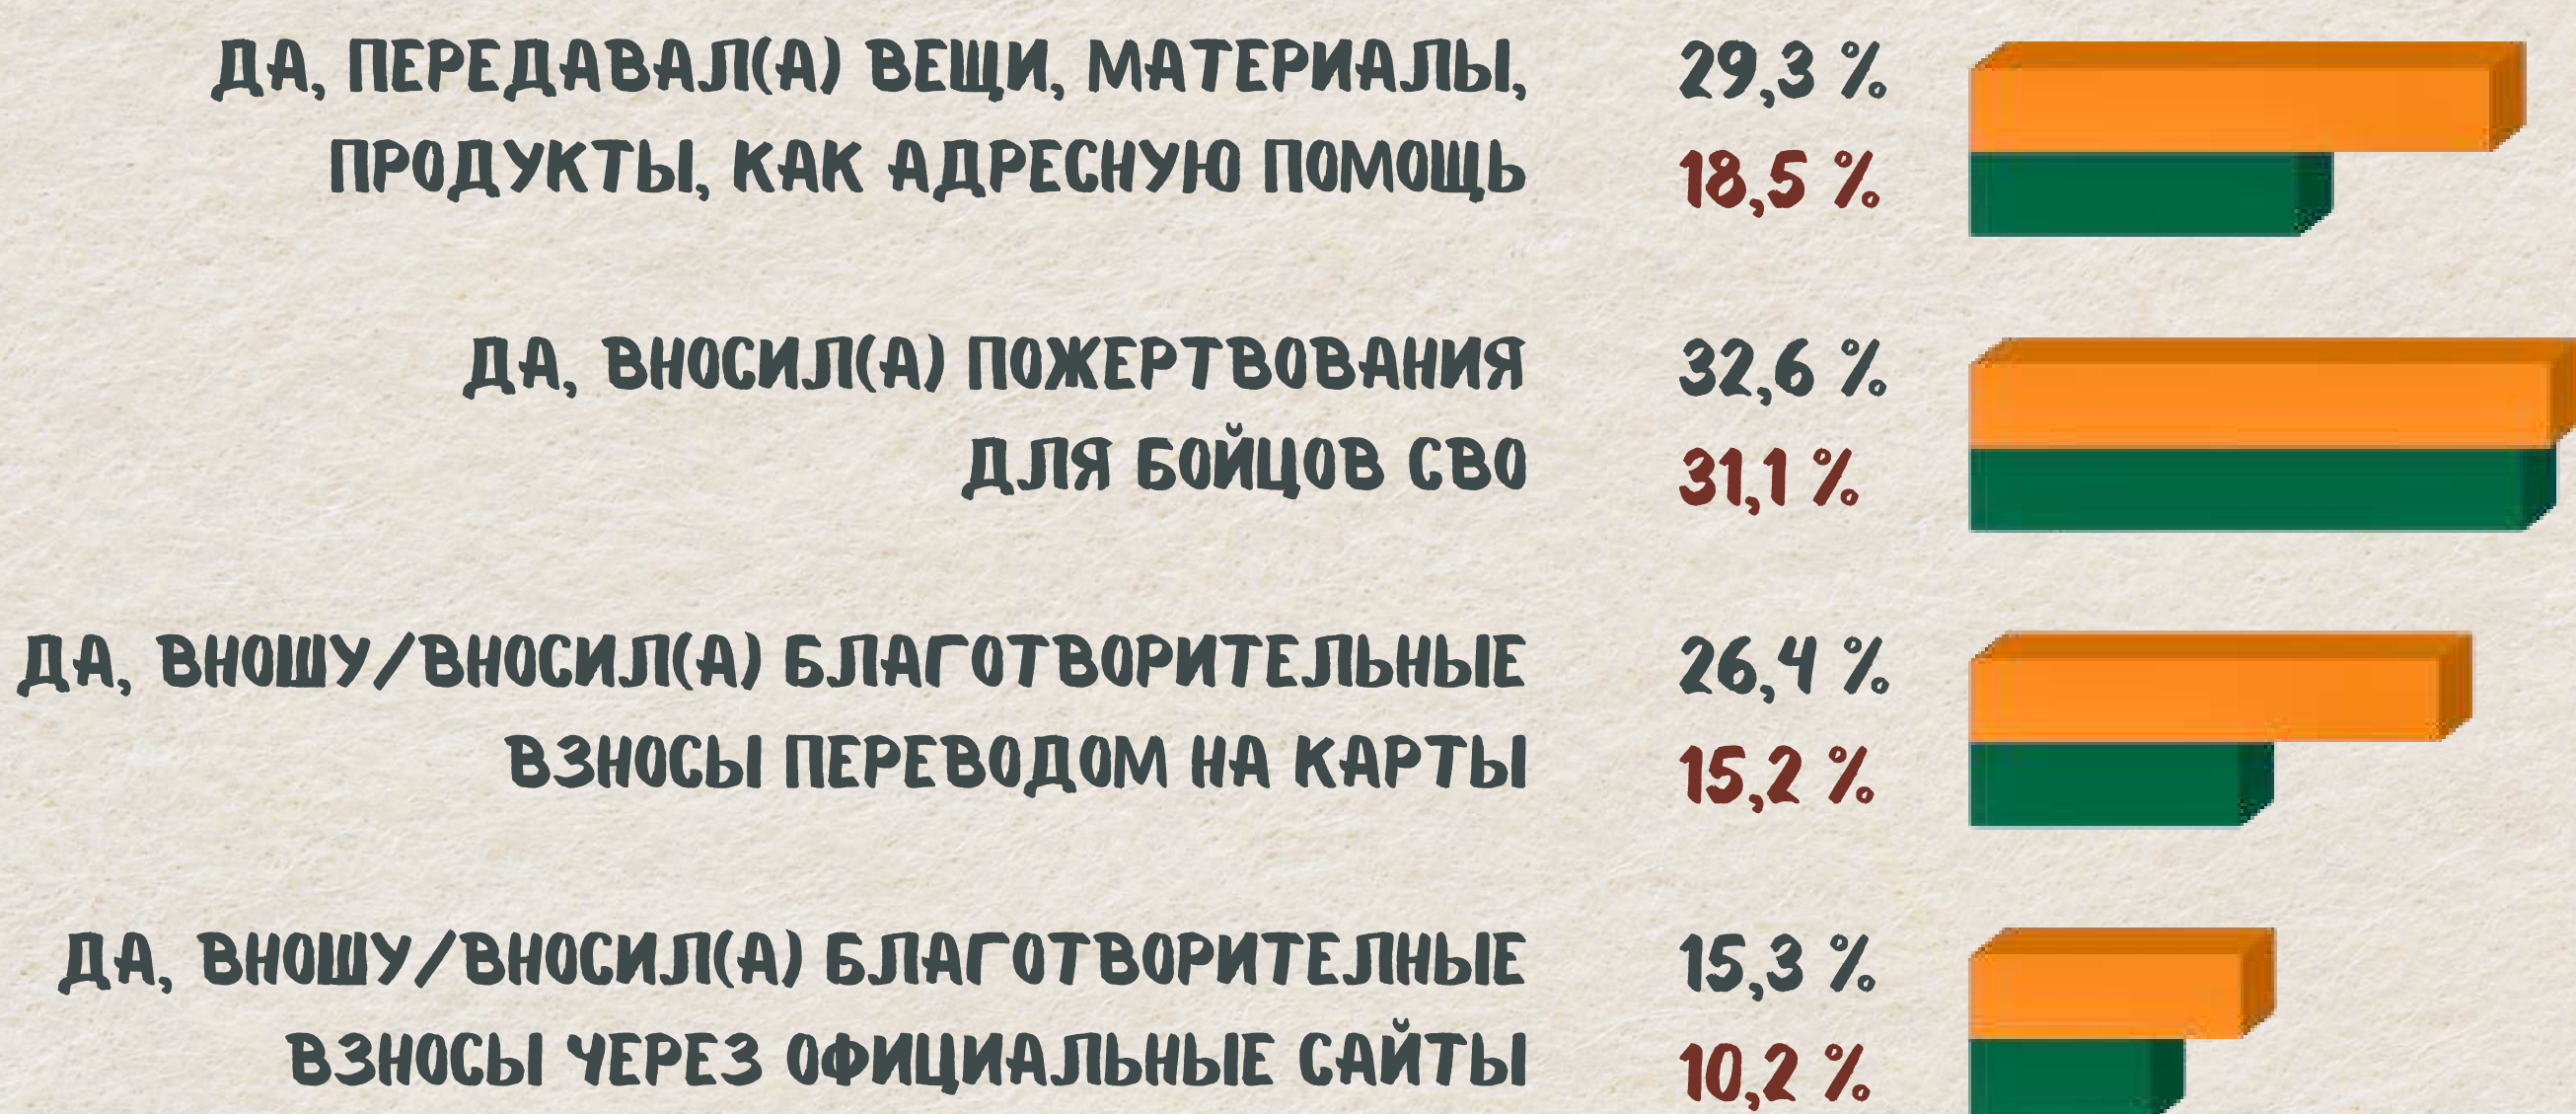 ДА, ПЕРЕДАВАЛ(А) ВЕЩИ, МАТЕРИАЛЫ,
ПРОДУКТЫ, КАК АДРЕСНУЮ ПОМОЩЬ
29,3 %
18,5 %
ДА, ВНОСИЛ(А) ПОЖЕРТВОВАНИЯ
ДЛЯ БОЙЦОВ СВО
32,6 %
31,1 %
ДА, ВНОШУ/ВНОСИЛ(А) БЛАГОТВОРИТЕЛЬНЫЕ
ВЗНОСЫ ПЕРЕВОДОМ НА КАРТЫ
26,4 %
15,2 %
ДА, ВНОШУ/ВНОСИЛ(А) БЛАГОТВОРИТЕЛНЫЕ
ВЗНОСЫ ЧЕРЕЗ ОФИЦИАЛЬНЫЕ САЙТЫ
15,3 %
10,2 %